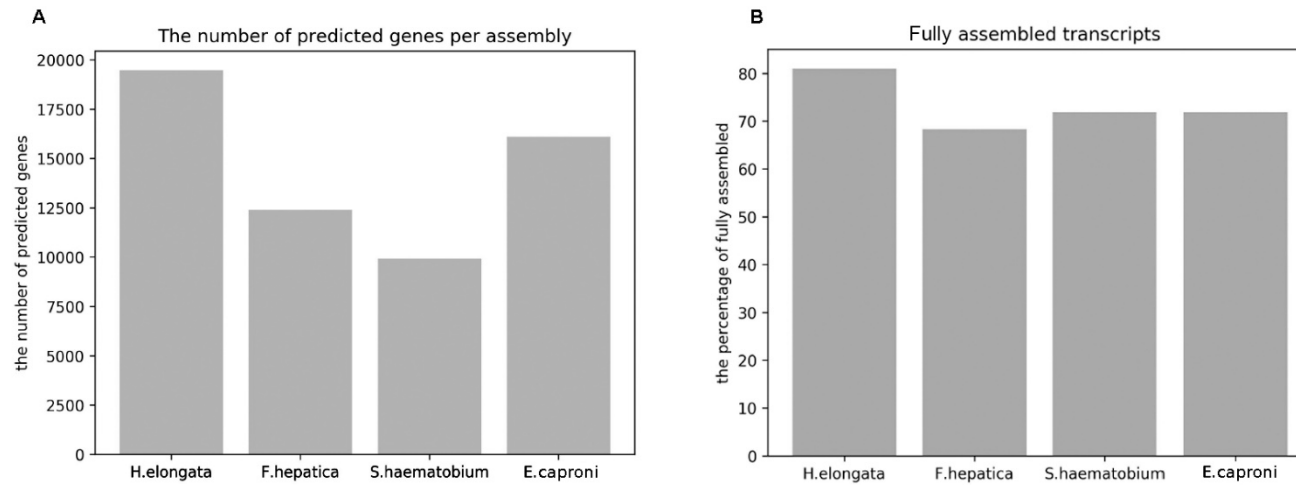 A
The number of predicted genes per assembly
the number of predicted genes
20000
17500
15000
12500
10000
7500
5000
2500
0
H.elongata F.hepatica S.haematobium E.caproni
B
Fully assembled transcripts
the percentage of fully assembled
80
70
60
50
40
30
20
10
0
H.elongata F.hepatica S.haematobium E.caproni